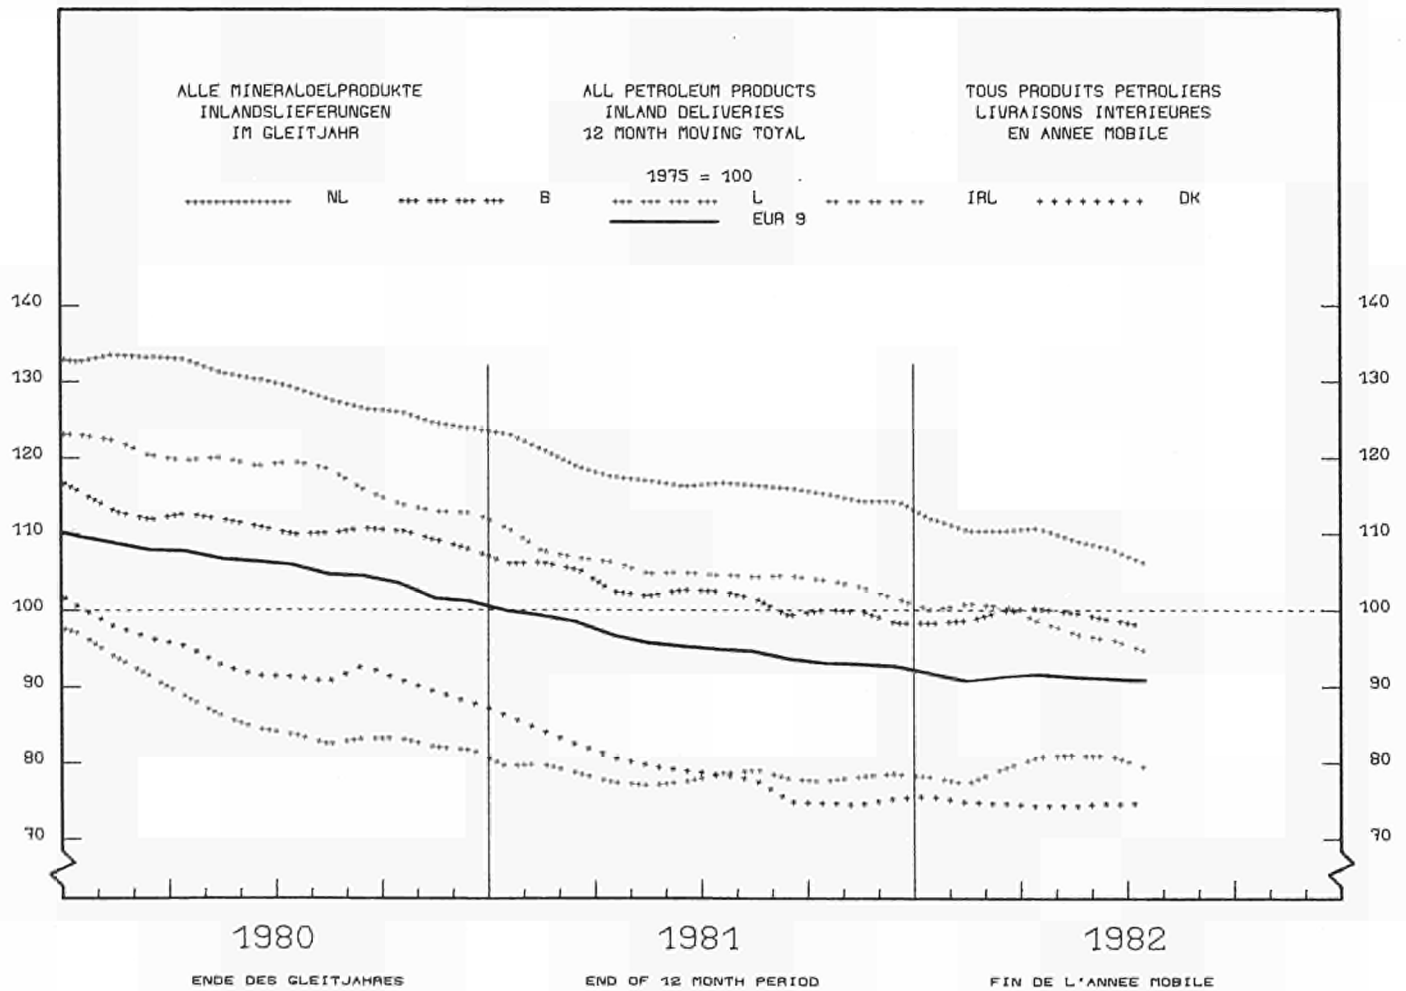 ALLE MINERALOELPRODUKTE
INLANDSLIEFERUNGEN
IM GLEITJAHR
ALL PETROLEUM PRODUCTS
INLAND DELIVERIES
12 MONTH MOVING TOTAL
TOUS PRODUITS PETROLIERS
LIVRAISONS INTERIEURES
EN ANNEE MOBILE
1975 = 100
NL B L IRL DK
EUR 9
140 140
130 130
120 120
110 110
100 100
90 90
80 80
70 70
1980 1981 1982
ENDE DES GLEITJAHRES END OF 12 MONTH PERIOD FIN DE L'ANNEE MOBILE